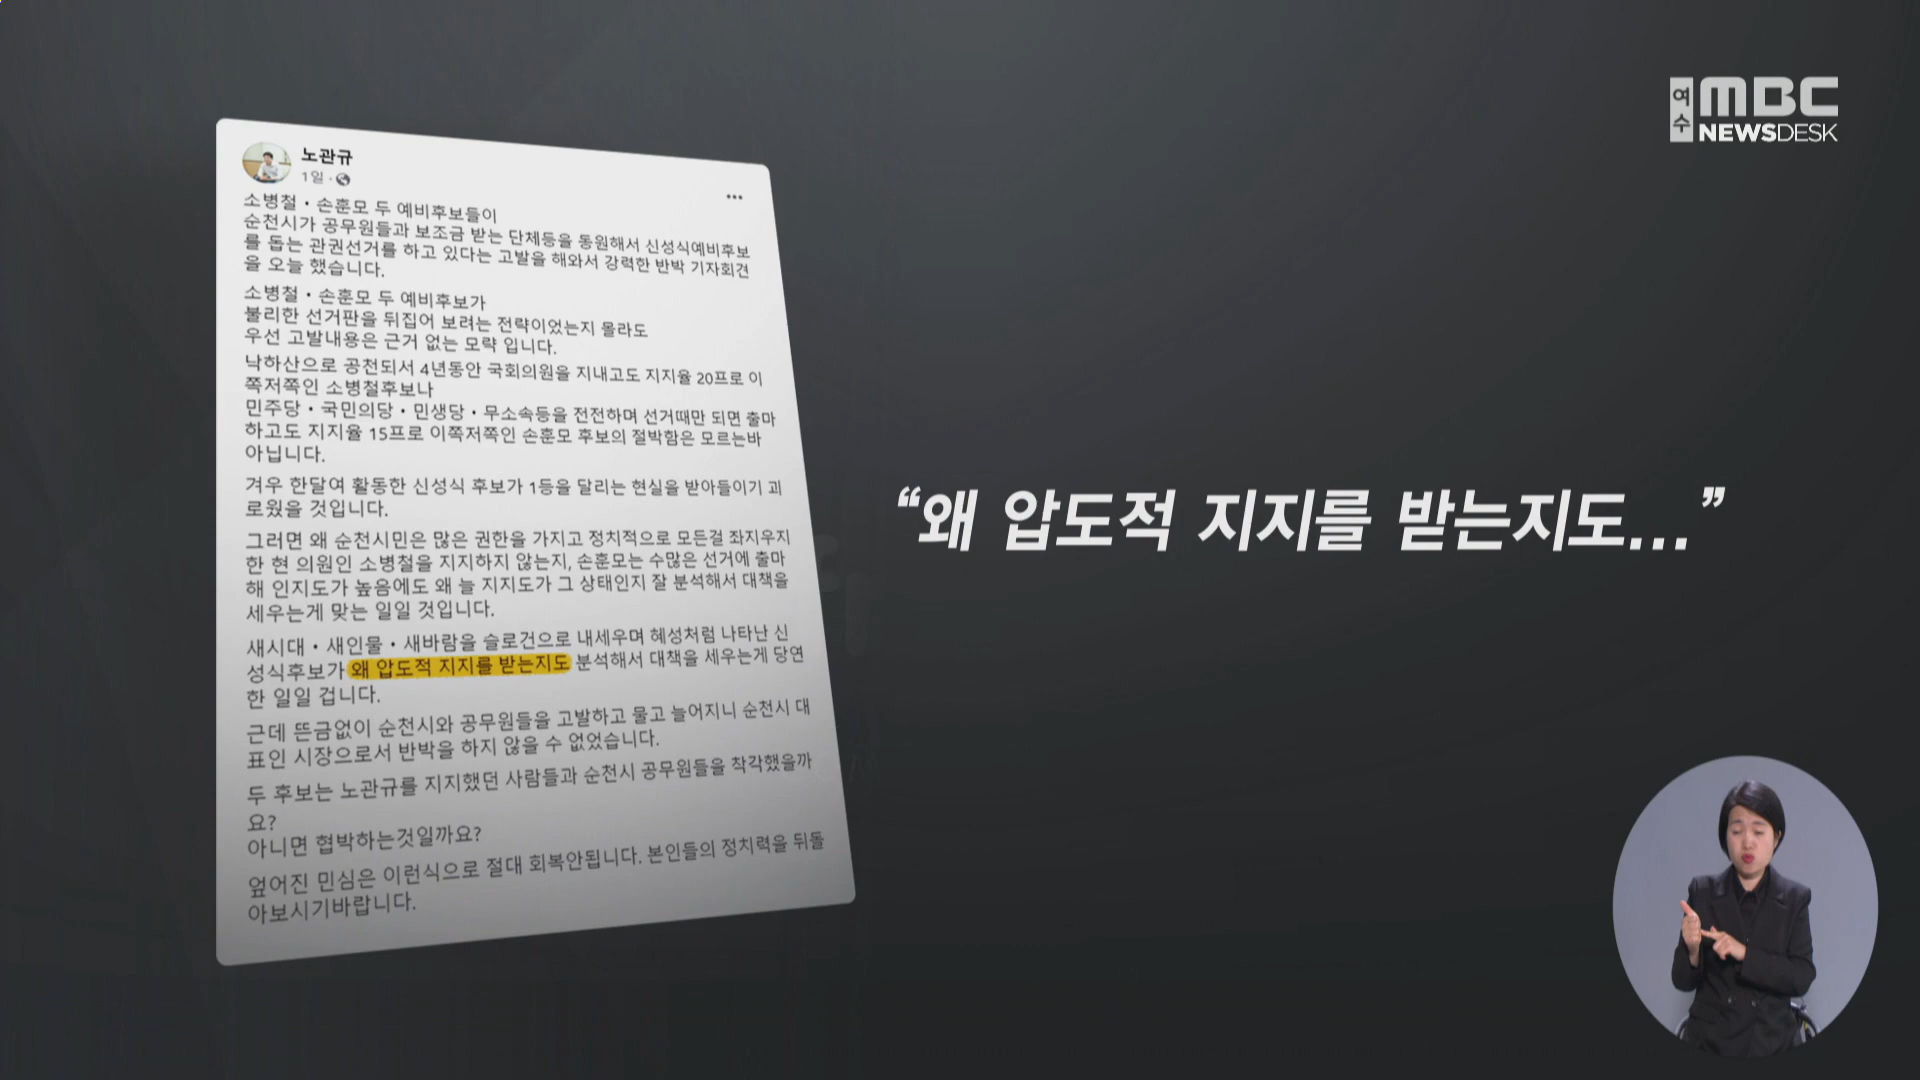 여수 MBC
NEWSDESK
노관규
1일 ·
소병철 · 손훈모 두 예비후보들이
순천시가 공무원들과 보조금 받는 단체등을 동원해서 신성식예비후보
를 돕는 관권선거를 하고 있다는 고발을 해와서 강력한 반박 기자회견
을 오늘 했습니다.
소병철 · 손훈모 두 예비후보가
불리한 선거판을 뒤집어 보려는 전략이었는지 몰라도
우선 고발내용은 근거 없는 모략 입니다.
낙하산으로 공천되서 4년동안 국회의원을 지내고도 지지율 20프로 이
쪽저쪽인 소병철후보나
민주당 · 국민의당 · 민생당 · 무소속등을 전전하며 선거때만 되면 출마
하고도 지지율 15프로 이쪽저쪽인 손훈모 후보의 절박함은 모르는바
아닙니다.
겨우 한달여 활동한 신성식 후보가 1등을 달리는 현실을 받아들이기 괴
로웠을 것입니다.
그러면 왜 순천시민은 많은 권한을 가지고 정치적으로 모든걸 좌지우지
한 현 의원인 소병철을 지지하지 않는지, 손훈모는 수많은 선거에 출마
해 인지도가 높음에도 왜 늘 지지도가 그 상태인지 잘 분석해서 대책을
세우는게 맞는 일일 것입니다.
새시대 · 새인물 · 새바람을 슬로건으로 내세우며 혜성처럼 나타난 신
성식후보가 왜 압도적 지지를 받는지도 분석해서 대책을 세우는게 당연
한 일일 겁니다.
근데 뜬금없이 순천시와 공무원들을 고발하고 물고 늘어지니 순천시 대
표인 시장으로서 반박을 하지 않을 수 없었습니다.
두 후보는 노관규를 지지했던 사람들과 순천시 공무원들을 착각했을까
요?
아니면 협박하는것일까요?
엎어진 민심은 이런식으로 절대 회복안됩니다. 본인들의 정치력을 뒤돌
아보시기바랍니다.
“왜 압도적 지지를 받는지도...”